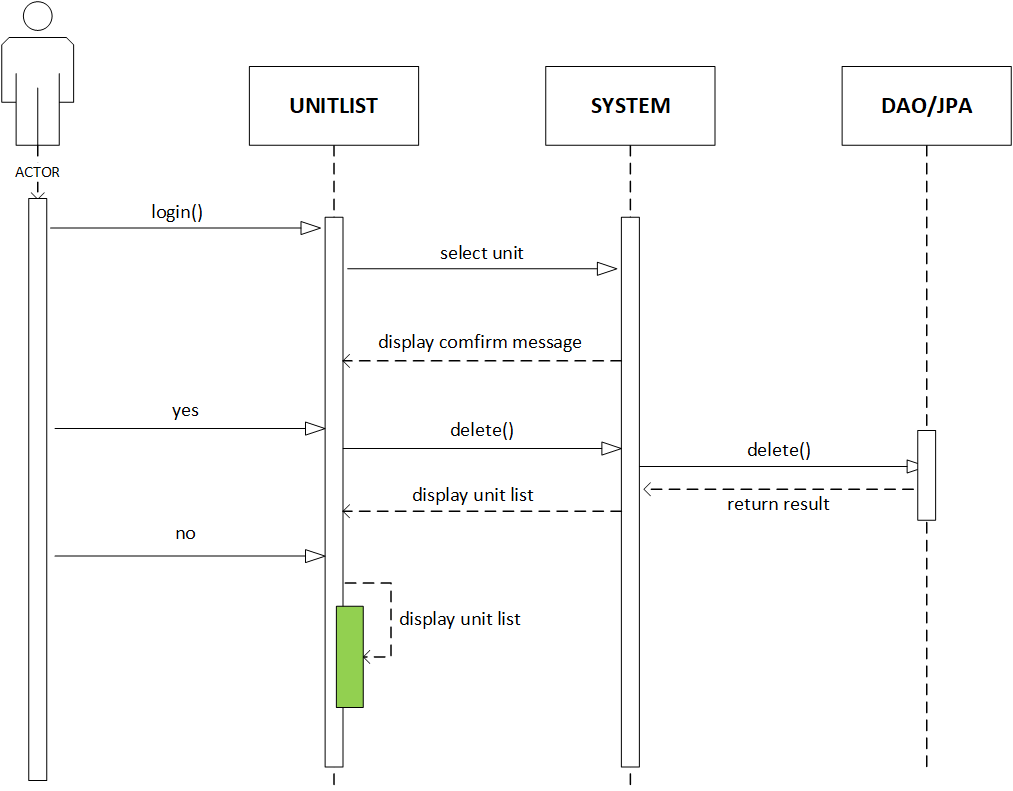 UNITLIST
SYSTEM
DAO/JPA
ACTOR
login()
select unit
display comfirm message
yes
delete()
delete()
display unit list
return result
no
display unit list